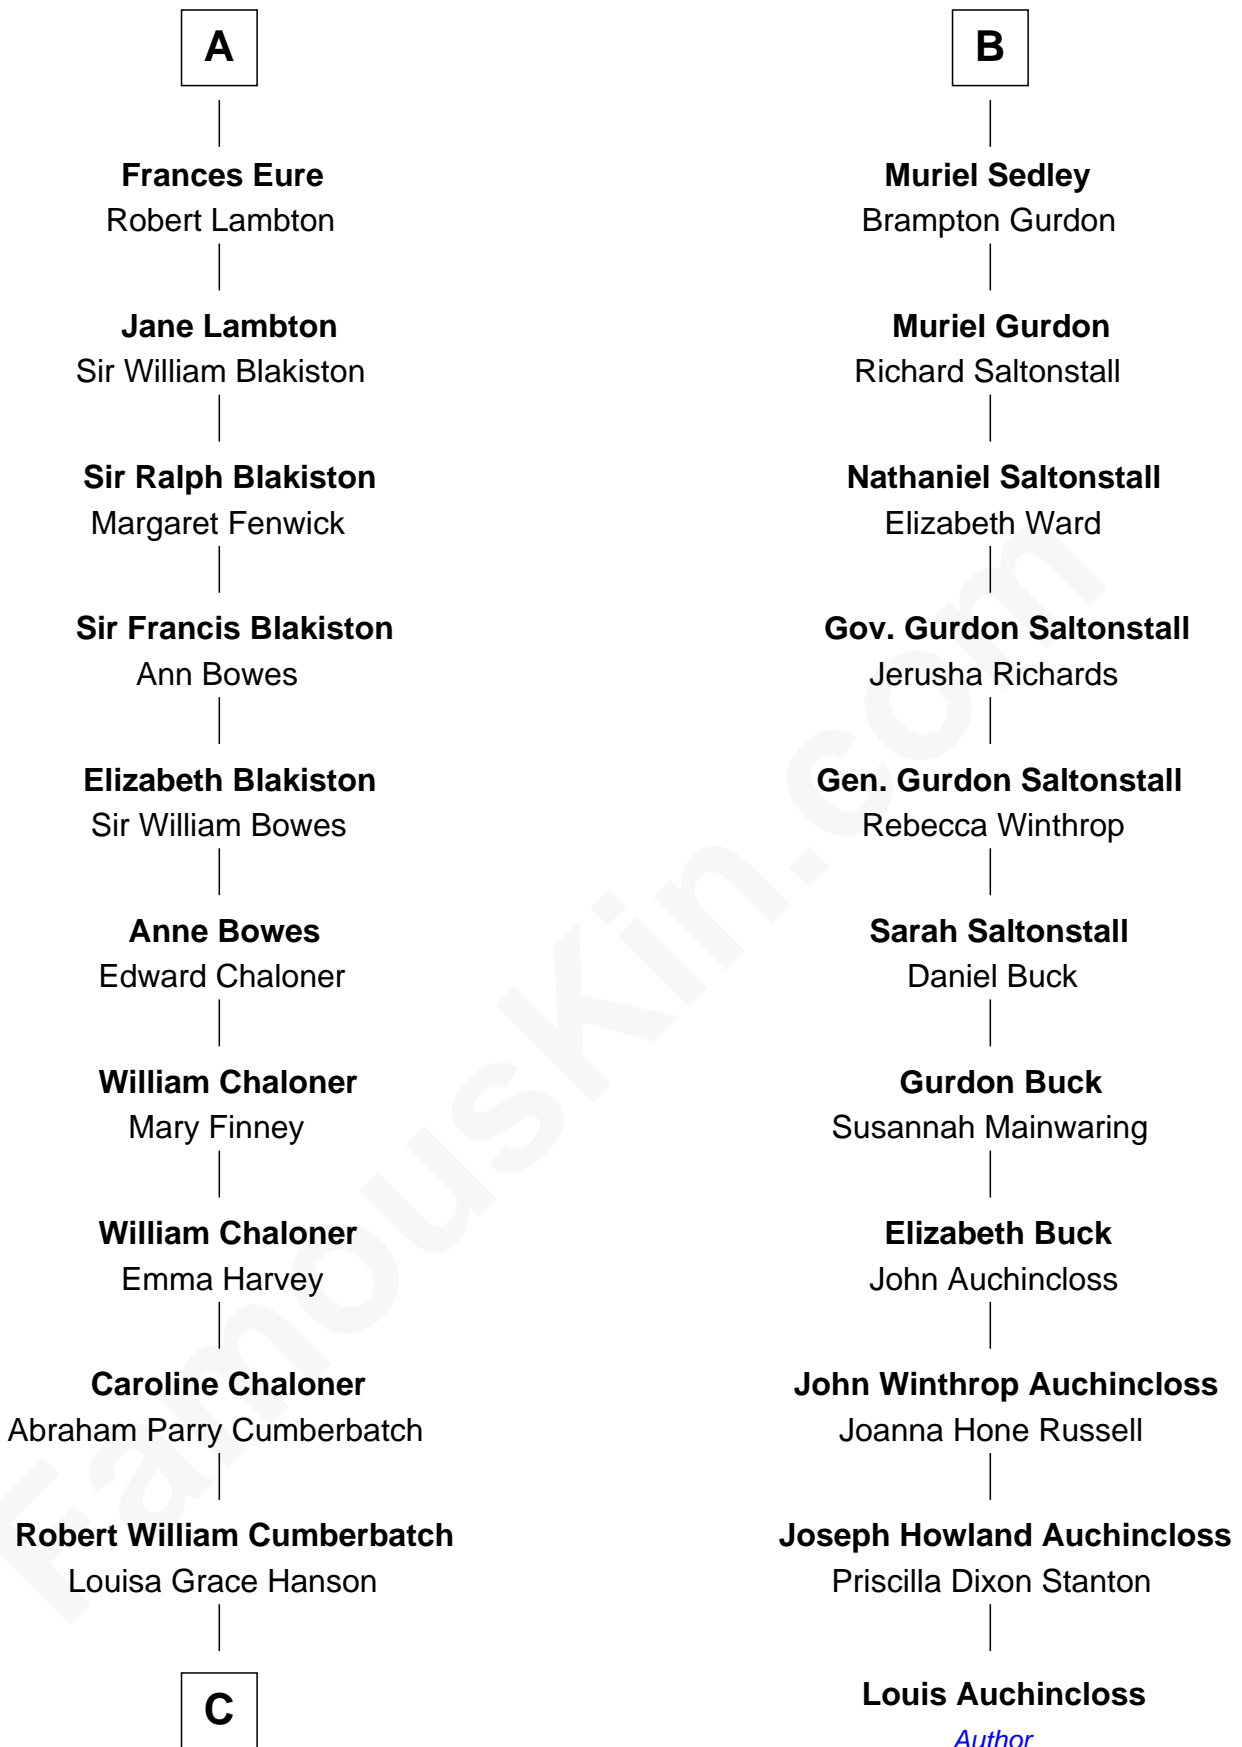 A
Frances Eure
Robert Lambton
Jane Lambton
Sir William Blakiston
Sir Ralph Blakiston
Margaret Fenwick
Sir Francis Blakiston
Ann Bowes
Elizabeth Blakiston
Sir William Bowes
Anne Bowes
Edward Chaloner
William Chaloner
Mary Finney
William Chaloner
Emma Harvey
Caroline Chaloner
Abraham Parry Cumberbatch
Robert William Cumberbatch
Louisa Grace Hanson
C
B
Muriel Sedley
Brampton Gurdon
Muriel Gurdon
Richard Saltonstall
Nathaniel Saltonstall
Elizabeth Ward
Gov. Gurdon Saltonstall
Jerusha Richards
Gen. Gurdon Saltonstall
Rebecca Winthrop
Sarah Saltonstall
Daniel Buck
Gurdon Buck
Susannah Mainwaring
Elizabeth Buck
John Auchincloss
John Winthrop Auchincloss
Joanna Hone Russell
Joseph Howland Auchincloss
Priscilla Dixon Stanton
Louis Auchincloss
Author
FamousKin.com